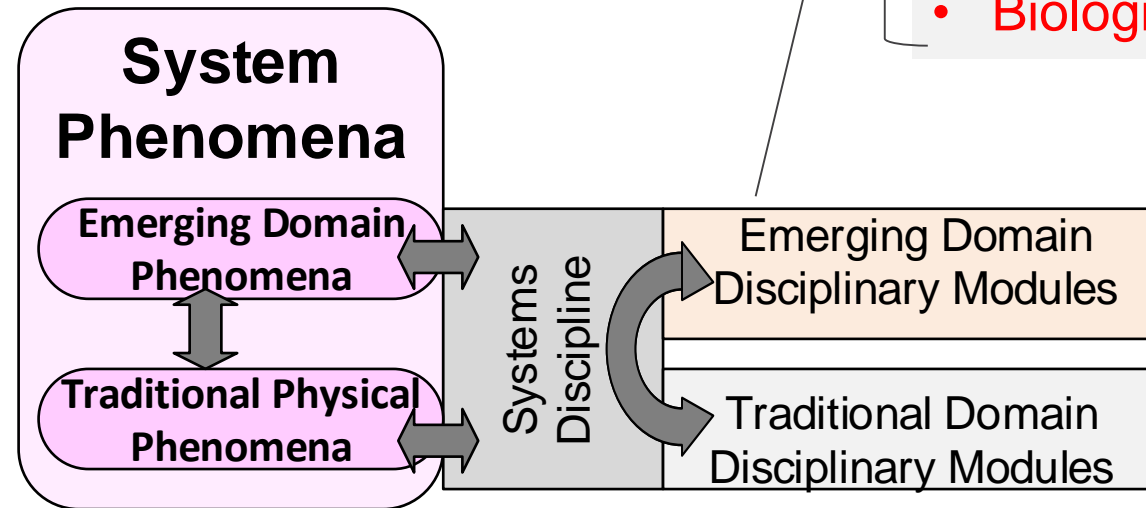 System
Phenomena
Emerging Domain
Phenomena
Traditional Physical
Phenomena
Systems
Discipline
Emerging Domain
Disciplinary Modules
Traditional Domain
Disciplinary Modules